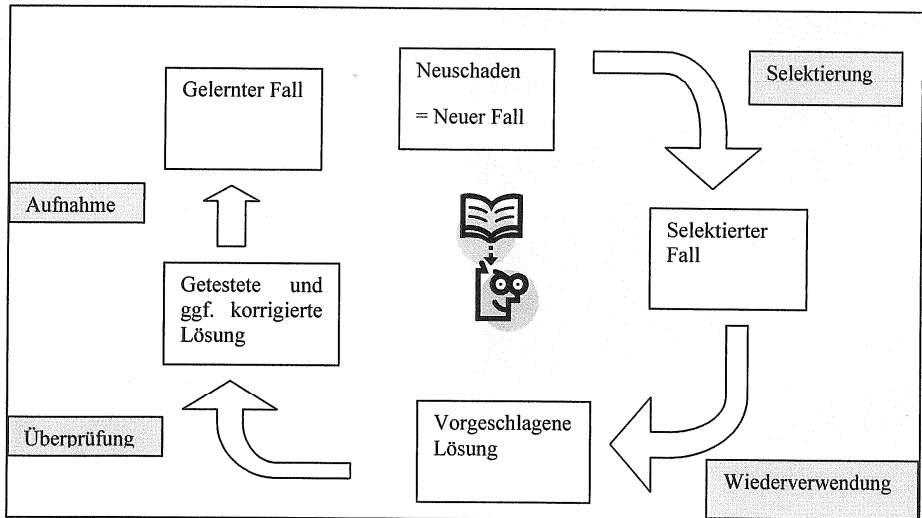 Neuschaden
= Neuer Fall
Selektierung
Selektierter
Fall
Wiederverwendung
Vorgeschlagene
Lösung
Überprüfung
Getestete und
ggf. korrigierte
Lösung
Aufnahme
Gelernter Fall